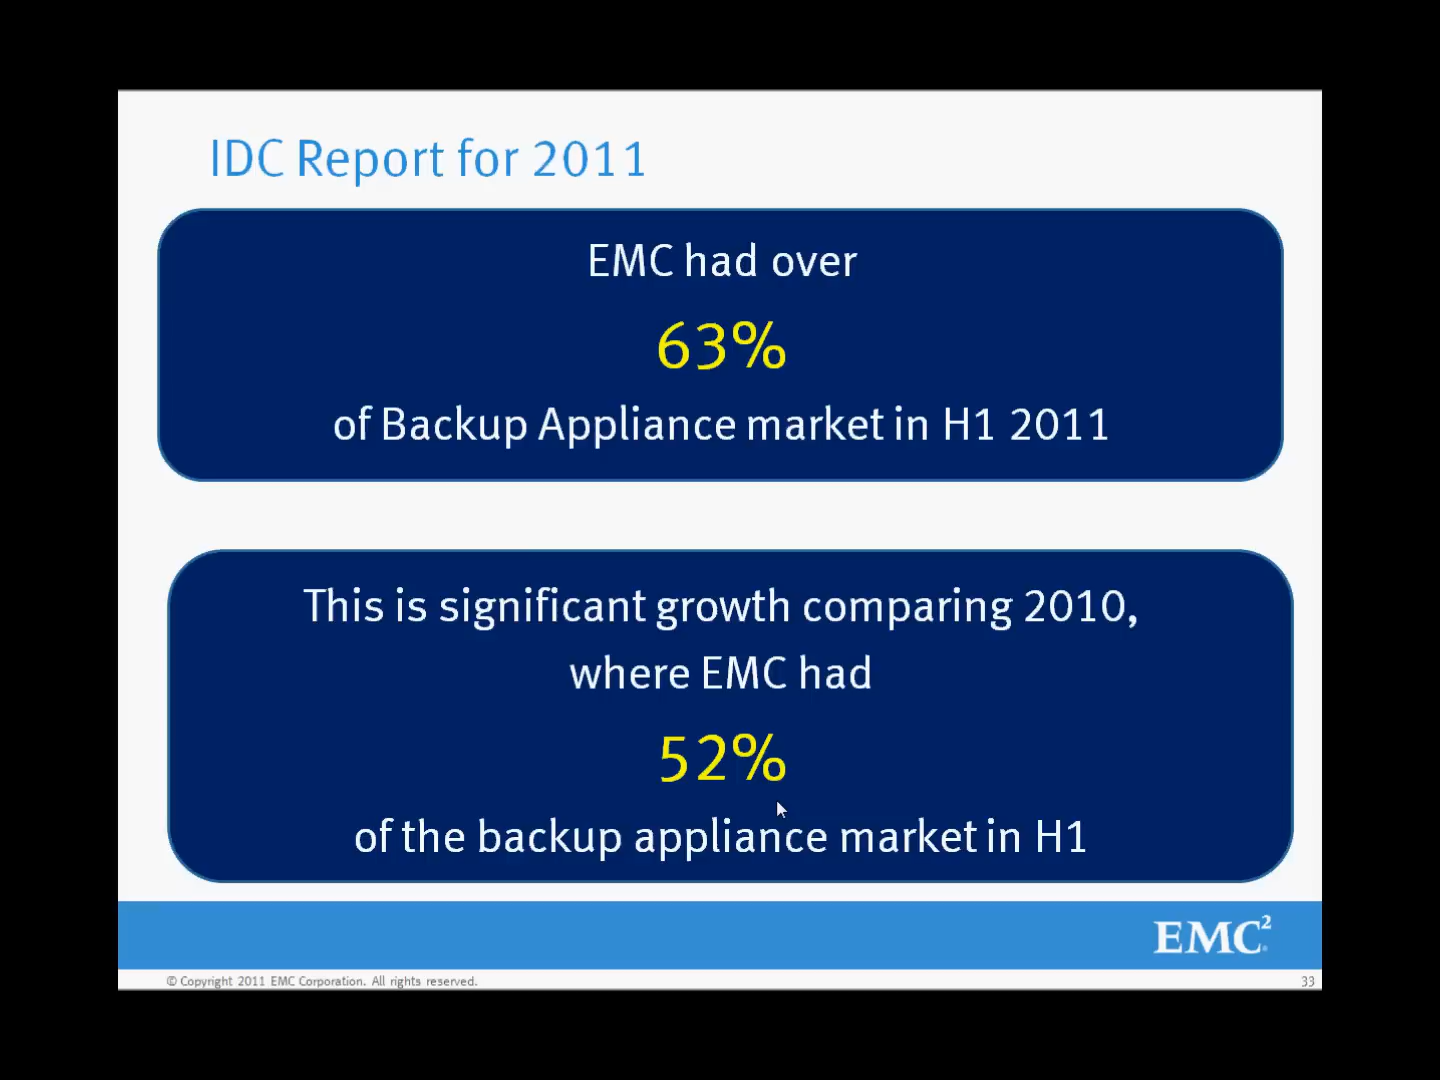 IDC Report for 2011
EMC had over
63%
of Backup Appliance market in H1 2011
This is significant growth comparing 2010,
where EMC had
52%
of the backup appliance market in H1
EMC²
© Copyright 2011 EMC Corporation. All rights reserved.
33